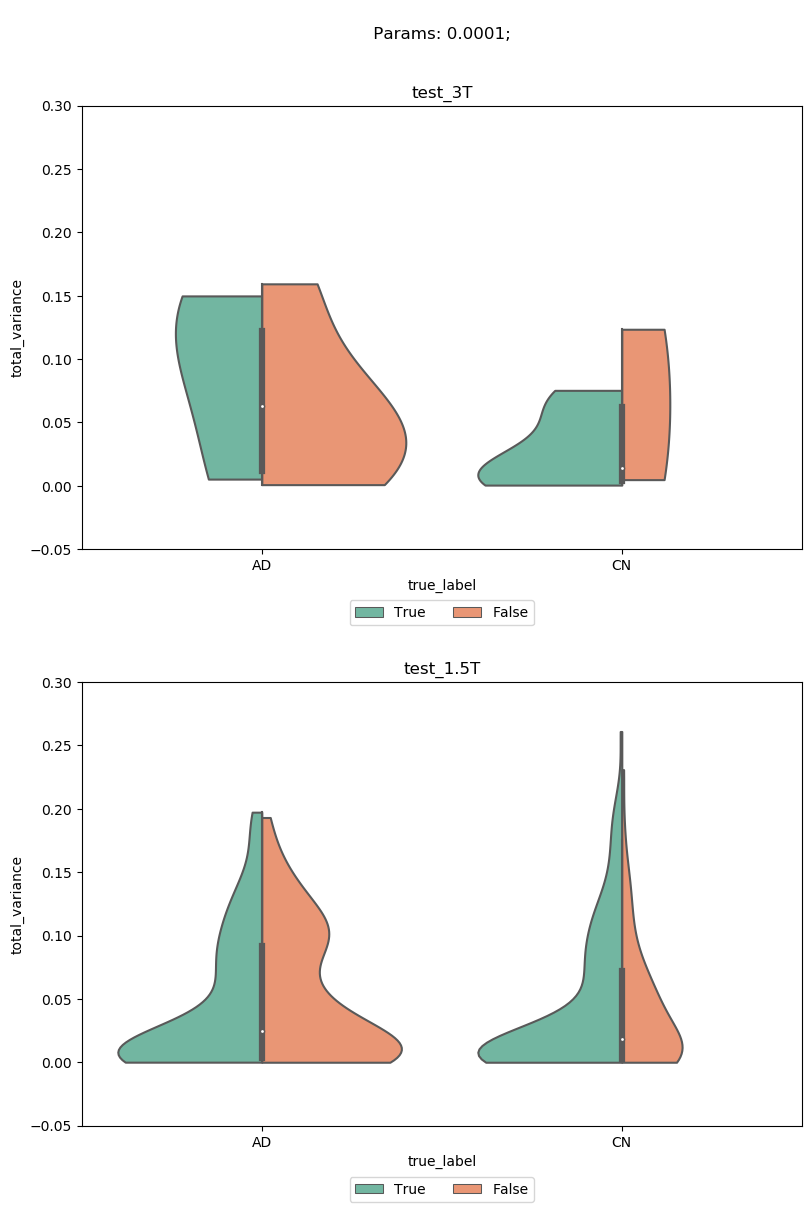 Params: 0.0001;
test_3T
0.30
0.25
0.20
0.15
0.10
0.05
0.00
−0.05
total_variance
AD
CN
true_label
True
False
test_1.5T
0.30
0.25
0.20
0.15
0.10
0.05
0.00
−0.05
total_variance
AD
CN
true_label
True
False